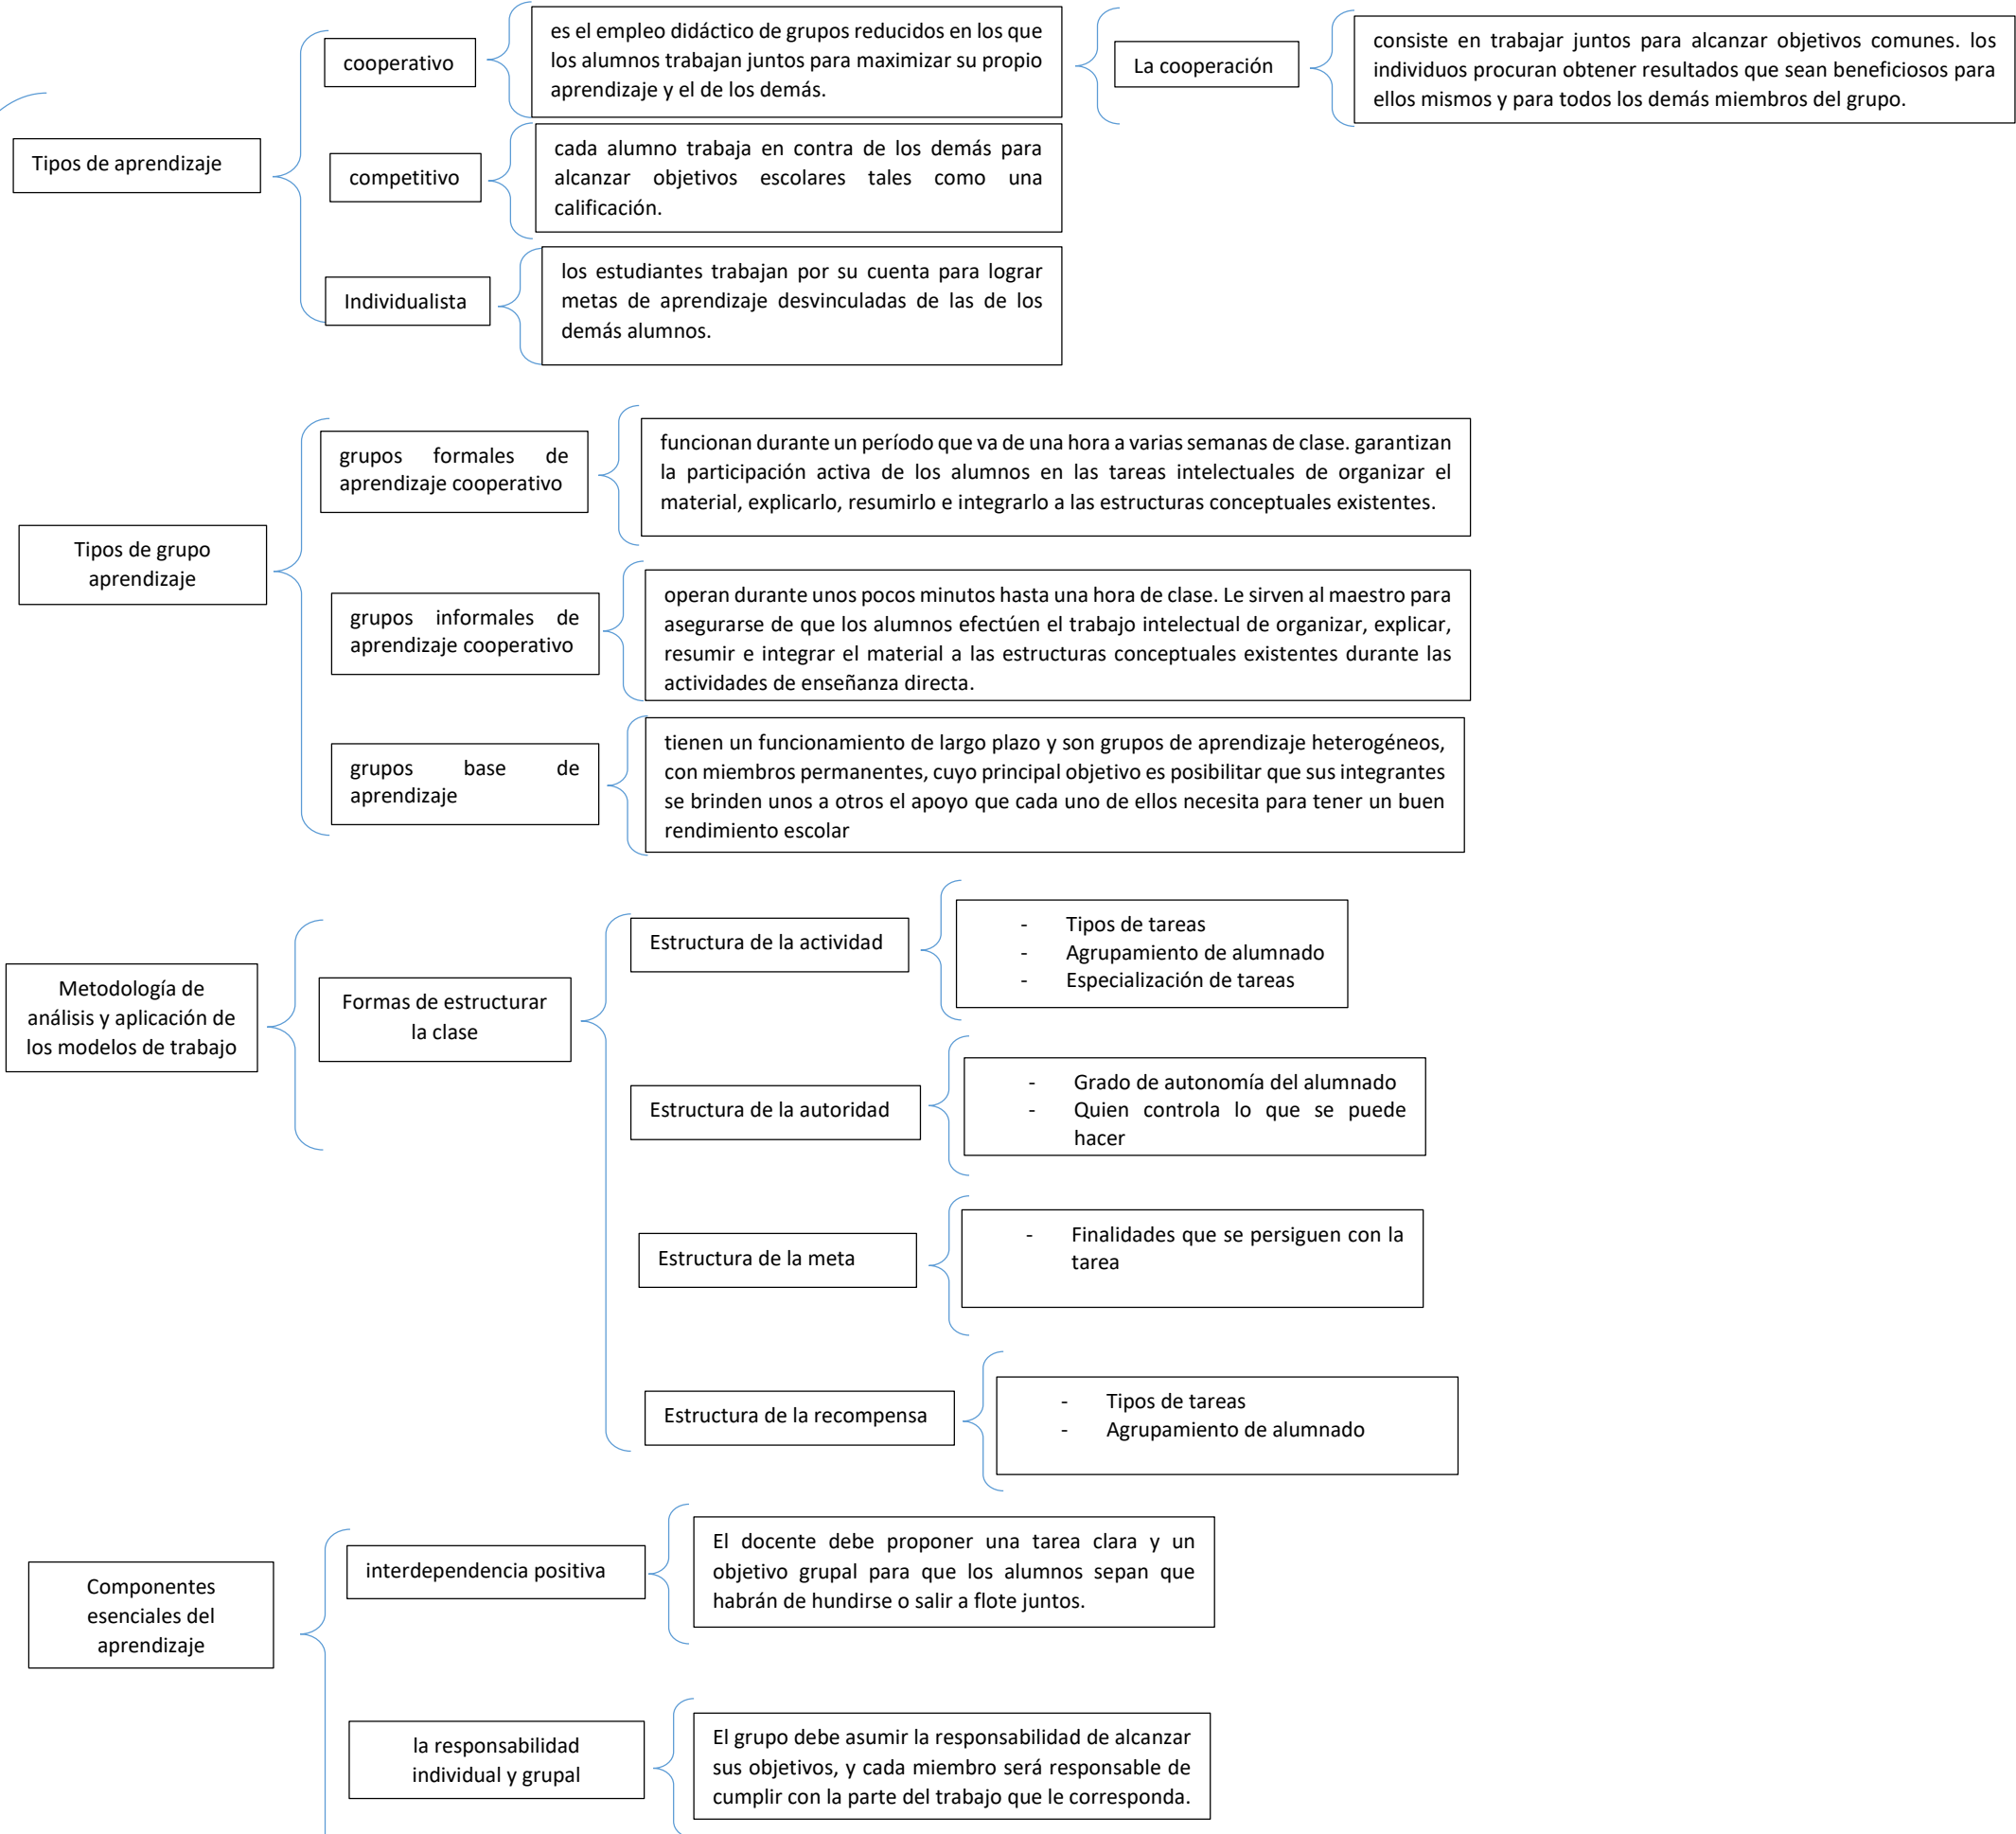 Tipos de aprendizaje
cooperativo
es el empleo didáctico de grupos reducidos en los que
los alumnos trabajan juntos para maximizar su propio
aprendizaje y el de los demás.
La cooperación
consiste en trabajar juntos para alcanzar objetivos comunes. los
individuos procuran obtener resultados que sean beneficiosos para
ellos mismos y para todos los demás miembros del grupo.
competitivo
cada alumno trabaja en contra de los demás para
alcanzar objetivos escolares tales como una
calificación.
Individualista
los estudiantes trabajan por su cuenta para lograr
metas de aprendizaje desvinculadas de las de los
demás alumnos.
Tipos de grupo
aprendizaje
grupos formales de
aprendizaje cooperativo
funcionan durante un período que va de una hora a varias semanas de clase. garantizan
la participación activa de los alumnos en las tareas intelectuales de organizar el
material, explicarlo, resumirlo e integrarlo a las estructuras conceptuales existentes.
grupos informales de
aprendizaje cooperativo
operan durante unos pocos minutos hasta una hora de clase. Le sirven al maestro para
asegurarse de que los alumnos efectúen el trabajo intelectual de organizar, explicar,
resumir e integrar el material a las estructuras conceptuales existentes durante las
actividades de enseñanza directa.
grupos base de
aprendizaje
tienen un funcionamiento de largo plazo y son grupos de aprendizaje heterogéneos,
con miembros permanentes, cuyo principal objetivo es posibilitar que sus integrantes
se brinden unos a otros el apoyo que cada uno de ellos necesita para tener un buen
rendimiento escolar
Metodología de
análisis y aplicación de
los modelos de trabajo
Formas de estructurar
la clase
Estructura de la actividad
- Tipos de tareas
- Agrupamiento de alumnado
- Especialización de tareas
Estructura de la autoridad
- Grado de autonomía del alumnado
- Quien controla lo que se puede
hacer
Estructura de la meta
- Finalidades que se persiguen con la
tarea
Estructura de la recompensa
- Tipos de tareas
- Agrupamiento de alumnado
Componentes
esenciales del
aprendizaje
interdependencia positiva
El docente debe proponer una tarea clara y un
objetivo grupal para que los alumnos sepan que
habrán de hundirse o salir a flote juntos.
la responsabilidad
individual y grupal
El grupo debe asumir la responsabilidad de alcanzar
sus objetivos, y cada miembro será responsable de
cumplir con la parte del trabajo que le corresponda.